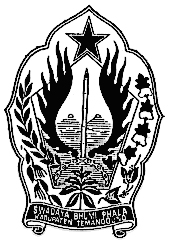 SWADAYA BHUMI PHALA
KABUPATEN TEMANGGUNG